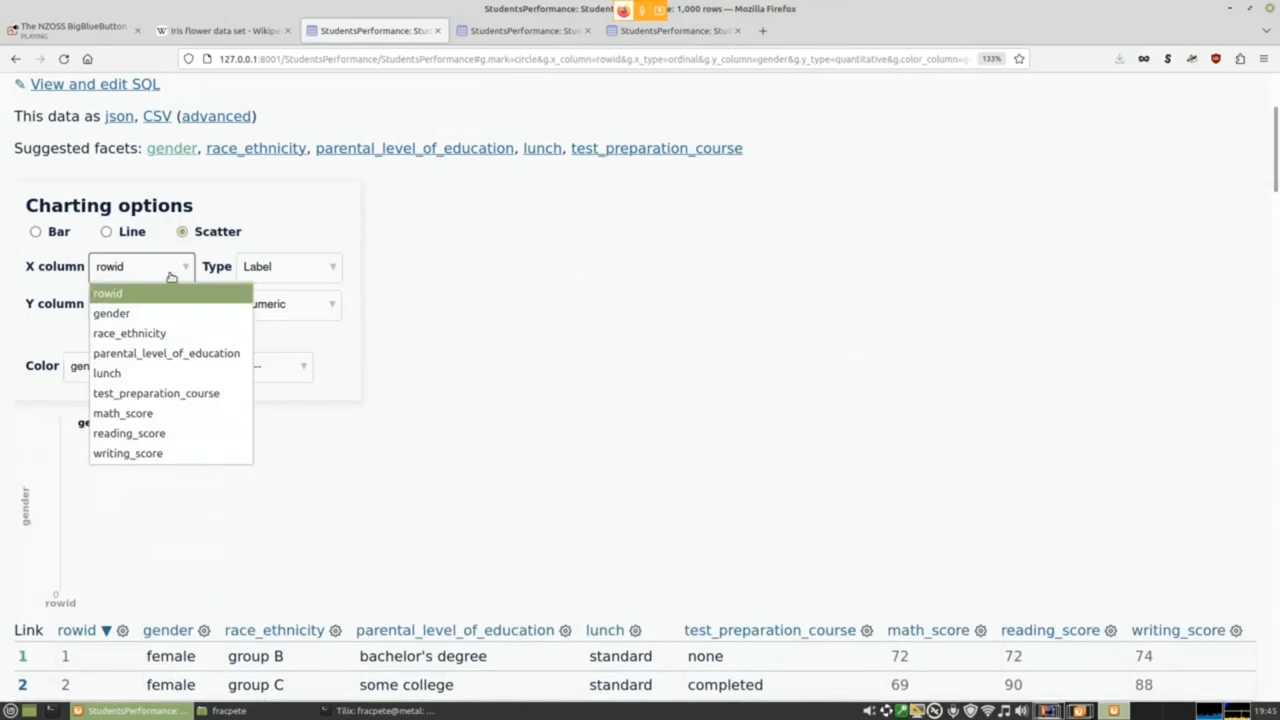 StudentsPerformance: Student e: 1,000 rows — Mozilla Firefox
The NZOSS BigBlueButton
PLAYING
Iris flower data set - Wikipe
StudentsPerformance: Stud
StudentsPerformance: Stu
StudentsPerformance: Stud
127.0.0.1:8001/StudentsPerformance/StudentsPerformance#g.mark=circle&g.x_column=rowid&g.x_type=ordinal&g.y_column=gender&g.y_type=quantitative&g.color_column=g
133%
View and edit SQL
This data as json, CSV (advanced)
Suggested facets: gender, race_ethnicity, parental_level_of_education, lunch, test_preparation_course
Charting options
Bar Line Scatter
X column rowid Type Label
rowid
Y column umeric
gender
race_ethnicity
parental_level_of_education
Color gen --
lunch
test_preparation_course
math_score
ge
reading_score
writing_score
gender
0
rowid
Link rowid ▼ gender race_ethnicity parental_level_of_education lunch test_preparation_course math_score reading_score writing_score
1 1 female group B bachelor's degree standard none 72 72 74
2 2 female group C some college standard completed 69 90 88
StudentsPerformance: ... fracpete Tilix: fracpete@metal: ... 19:45